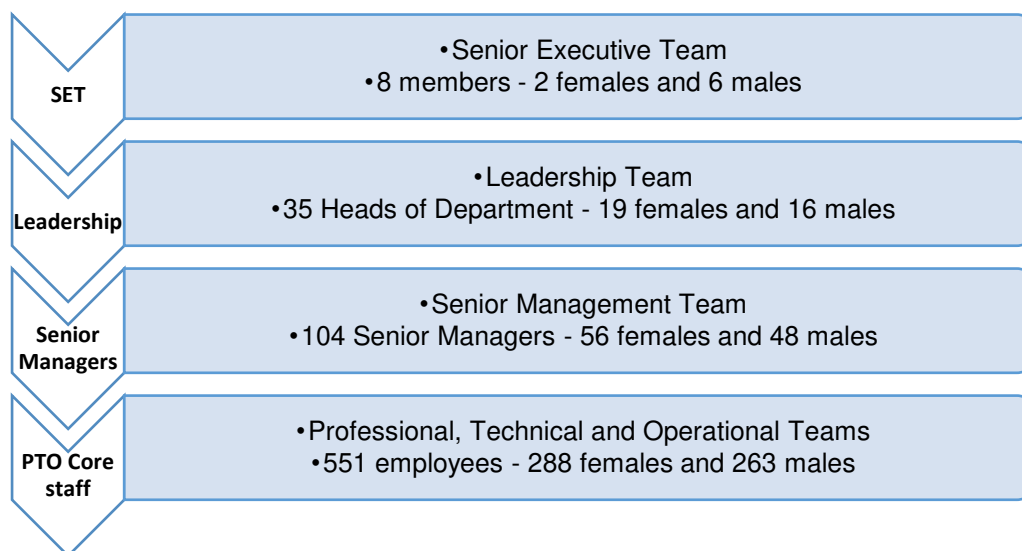 SET
•Senior Executive Team
•8 members - 2 females and 6 males
Leadership
•Leadership Team
•35 Heads of Department - 19 females and 16 males
Senior
Managers
•Senior Management Team
•104 Senior Managers - 56 females and 48 males
PTO Core
staff
•Professional, Technical and Operational Teams
•551 employees - 288 females and 263 males